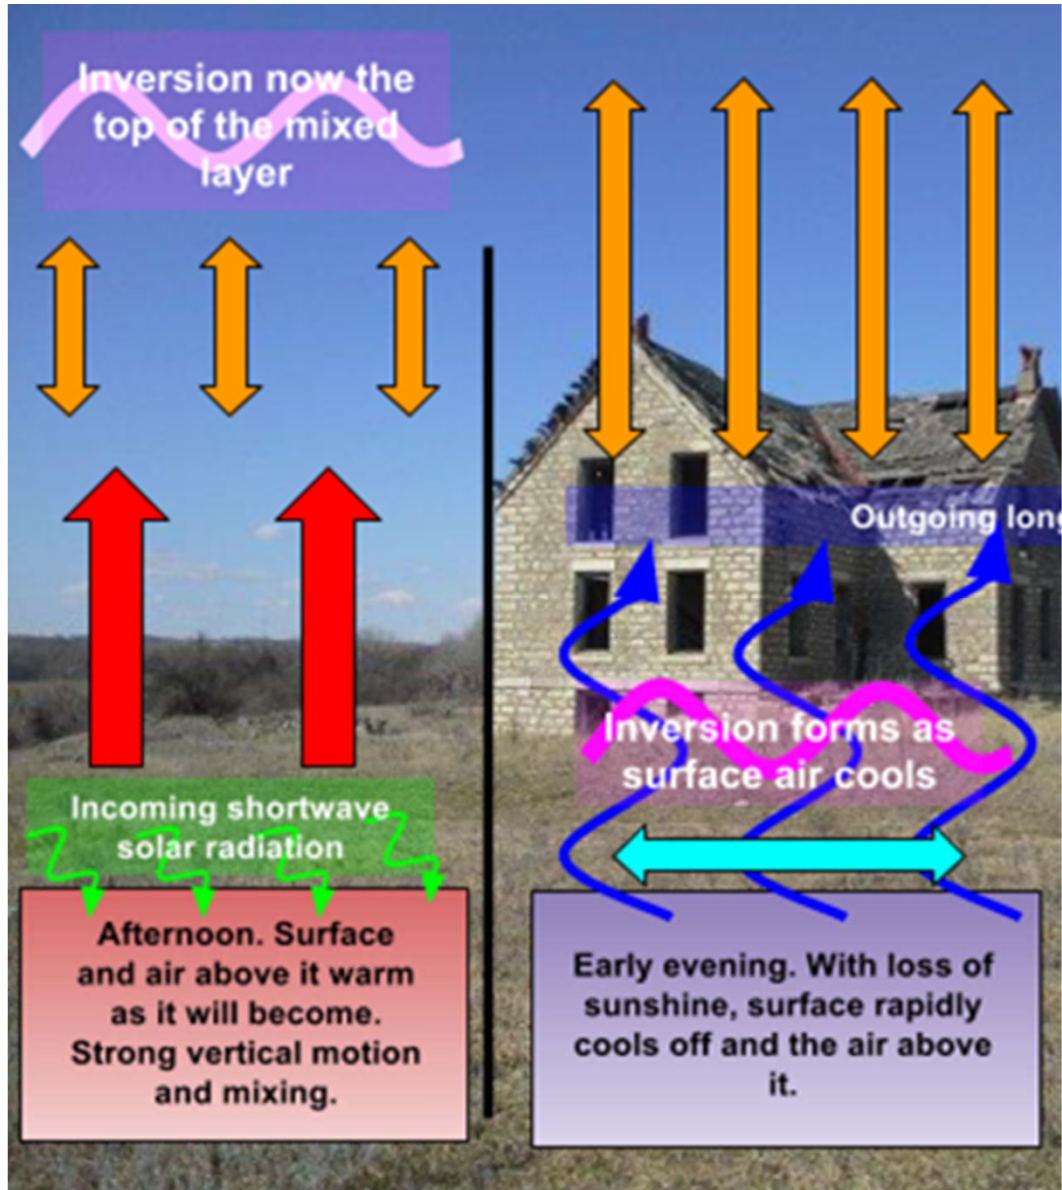 Inversion now the
top of the mixed
layer
Incoming shortwave
solar radiation
Afternoon. Surface
and air above it warm
as it will become.
Strong vertical motion
and mixing.
Outgoing long
Inversion forms as
surface air cools
Early evening. With loss of
sunshine, surface rapidly
cools off and the air above
it.